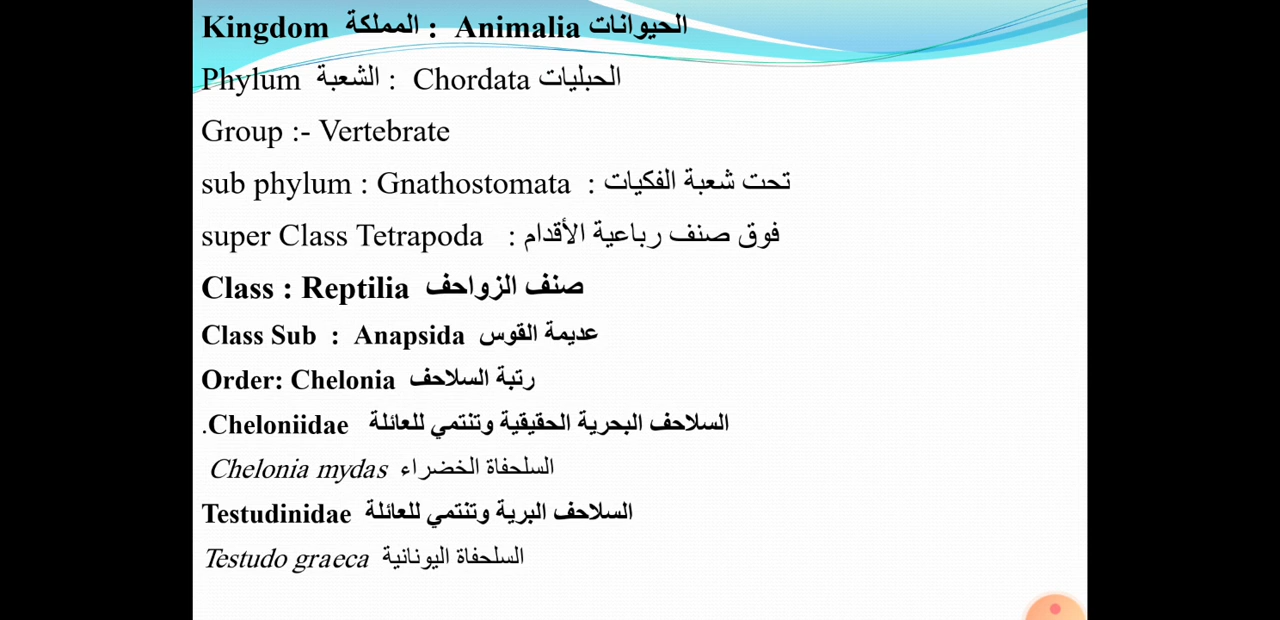 Kingdom المملكة : Animalia الحيوانات
Phylum الشعبة : Chordata الحبليات
Group :- Vertebrate
sub phylum : Gnathostomata : تحت شعبة الفكيات
super Class Tetrapoda : فوق صنف رباعية الأقدام
Class : Reptilia صنف الزواحف
Class Sub : Anapsida عديمة القوس
Order: Chelonia رتبة السلاحف
السلاحف البحرية الحقيقية وتنتمي للعائلة Cheloniidae.
Chelonia mydas السلحفاة الخضراء
السلاحف البرية وتنتمي للعائلة Testudinidae
Testudo graeca السلحفاة اليونانية